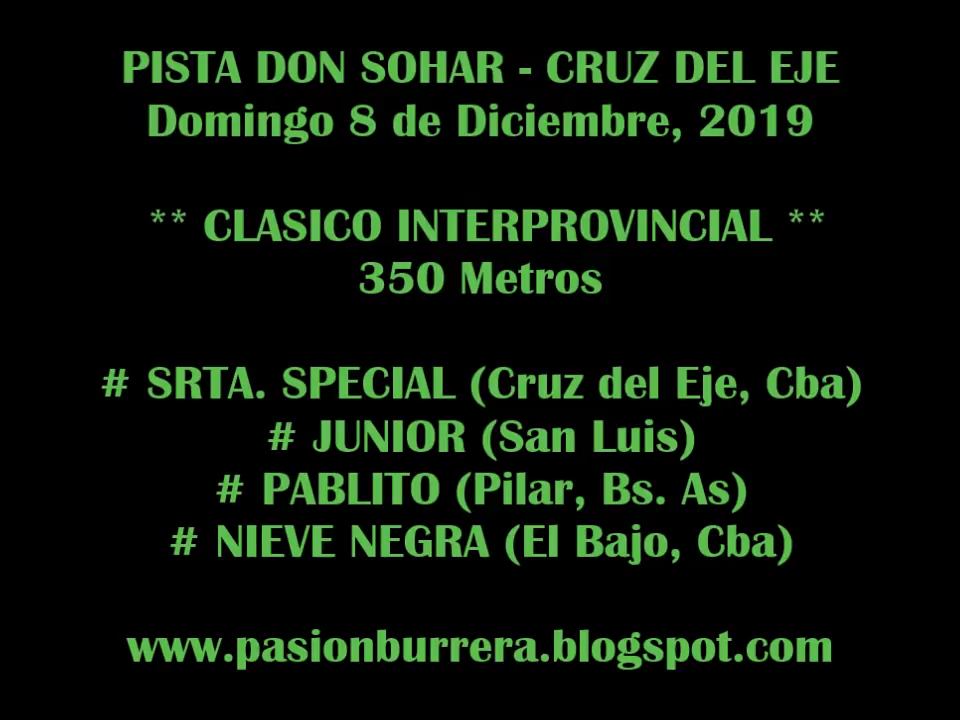 PISTA DON SOHAR - CRUZ DEL EJE
Domingo 8 de Diciembre, 2019
** CLASICO INTERPROVINCIAL **
350 Metros
# SRTA. SPECIAL (Cruz del Eje, Cba)
# JUNIOR (San Luis)
# PABLITO (Pilar, Bs. As)
# NIEVE NEGRA (El Bajo, Cba)
www.pasionburrera.blogspot.com